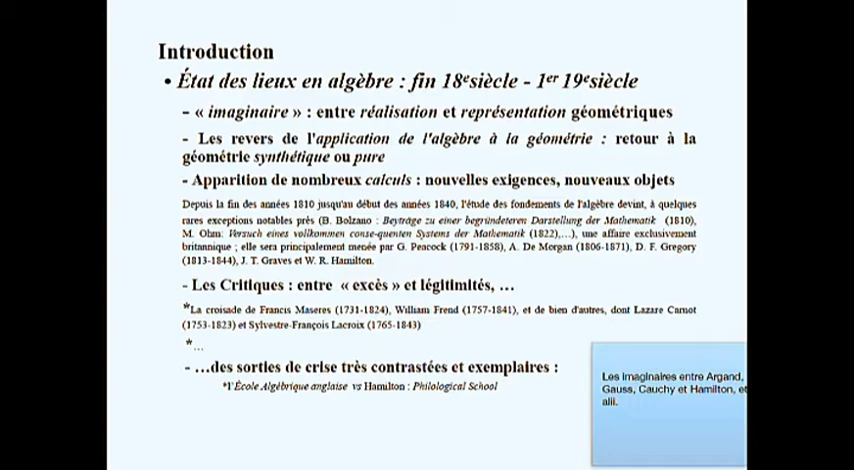 Introduction
• État des lieux en algèbre : fin 18e siècle - 1er 19e siècle
- « imaginaire » : entre réalisation et représentation géométriques
- Les revers de l'application de l'algèbre à la géométrie : retour à la
géométrie synthétique ou pure
- Apparition de nombreux calculs : nouvelles exigences, nouveaux objets
Depuis la fin des années 1810 jusqu'au début des années 1840, l'étude des fondements de l'algèbre devint, à quelques
rares exceptions notables près (B. Bolzano : Beytrage zu einer begründeteren Darstellung der Mathematik (1810),
M. Ohm: Versuch eines vollkommen conse-quenten Systems der Mathematik (1822),...), une affaire exclusivement
britannique ; elle sera principalement menée par G. Peacock (1791-1858), A. De Morgan (1806-1871), D. F. Gregory
(1813-1844), J. T. Graves et W. R. Hamilton.
- Les Critiques : entre « excès » et légitimités, …
*La croisade de Francis Maseres (1731-1824), William Frend (1757-1841), et de bien d'autres, dont Lazare Carnot
(1753-1823) et Sylvestre-François Lacroix (1765-1843)
*...
- …des sorties de crise très contrastées et exemplaires :
*l'École Algébrique anglaise vs Hamilton : Philological School
Les imaginaires entre Argand,
Gauss, Cauchy et Hamilton, et
alii.